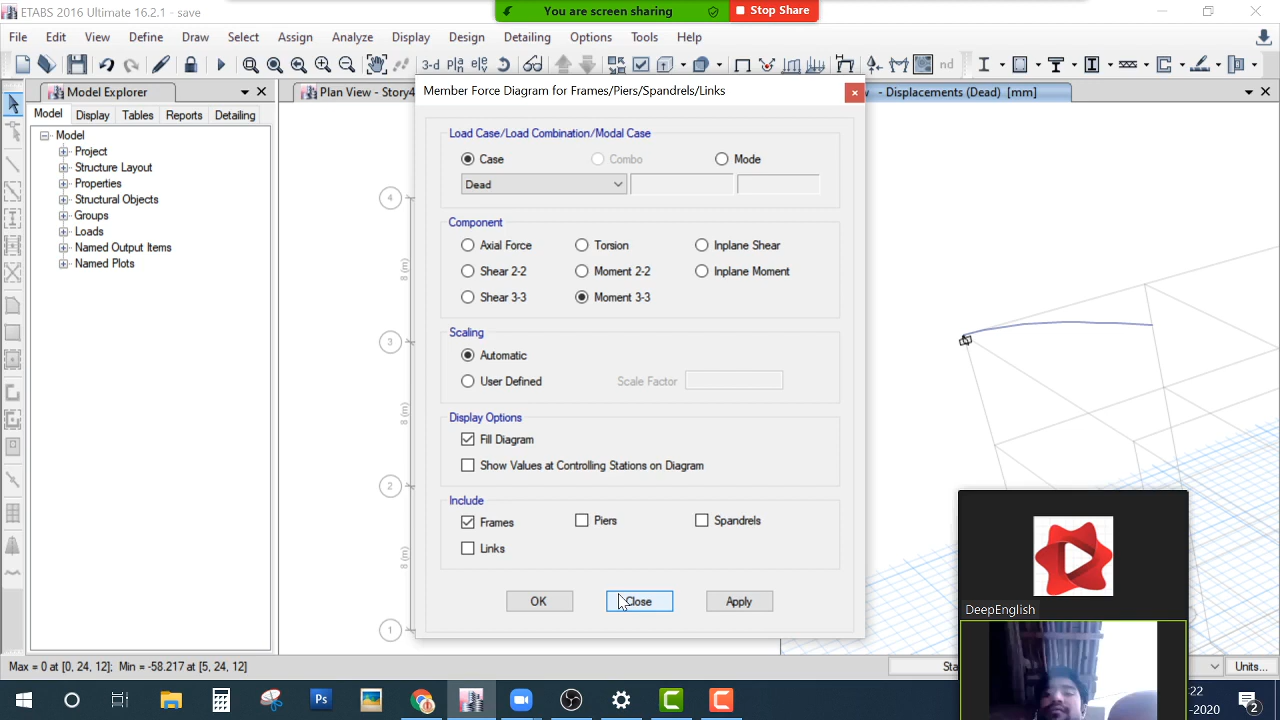 ETABS 2016 Ultimate 16.2.1 - save
You are screen sharing
Stop Share
File Edit View Define Draw Select Assign Analyze Display Design Detailing Options Tools Help
3-d
nd
Model Explorer
Plan View - Story4
Member Force Diagram for Frames/Piers/Spandrels/Links
- Displacements (Dead) [mm]
Model Display Tables Reports Detailing
Model
Project
Structure Layout
Properties
Structural Objects
Groups
Loads
Named Output Items
Named Plots
4
8 (m)
3
8 (m)
2
8 (m)
1
Load Case/Load Combination/Modal Case
Case Combo Mode
Dead
Component
Axial Force Torsion Inplane Shear
Shear 2-2 Moment 2-2 Inplane Moment
Shear 3-3 Moment 3-3
Scaling
Automatic
User Defined Scale Factor
Display Options
Fill Diagram
Show Values at Controlling Stations on Diagram
Include
Frames Piers Spandrels
Links
OK Close Apply
DeepEnglish
Max = 0 at [0, 24, 12]; Min = -58.217 at [5, 24, 12]
Units...
Ps
:22
-2020
2